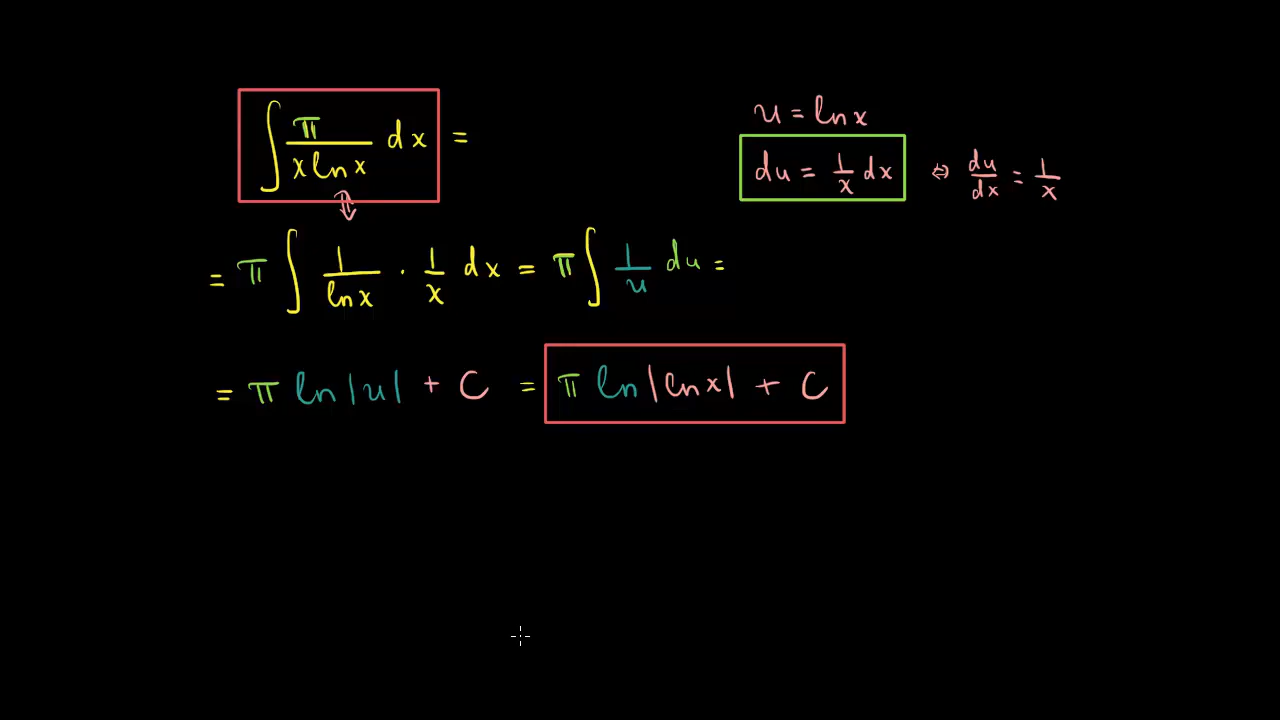 ∫ π/(x ln x) dx =
u = ln x
du = 1/x dx ⇔ du/dx = 1/x
⇕
= π ∫ 1/(ln x) · 1/x dx = π ∫ 1/u du =
= π ln|u| + C = π ln|ln x| + C